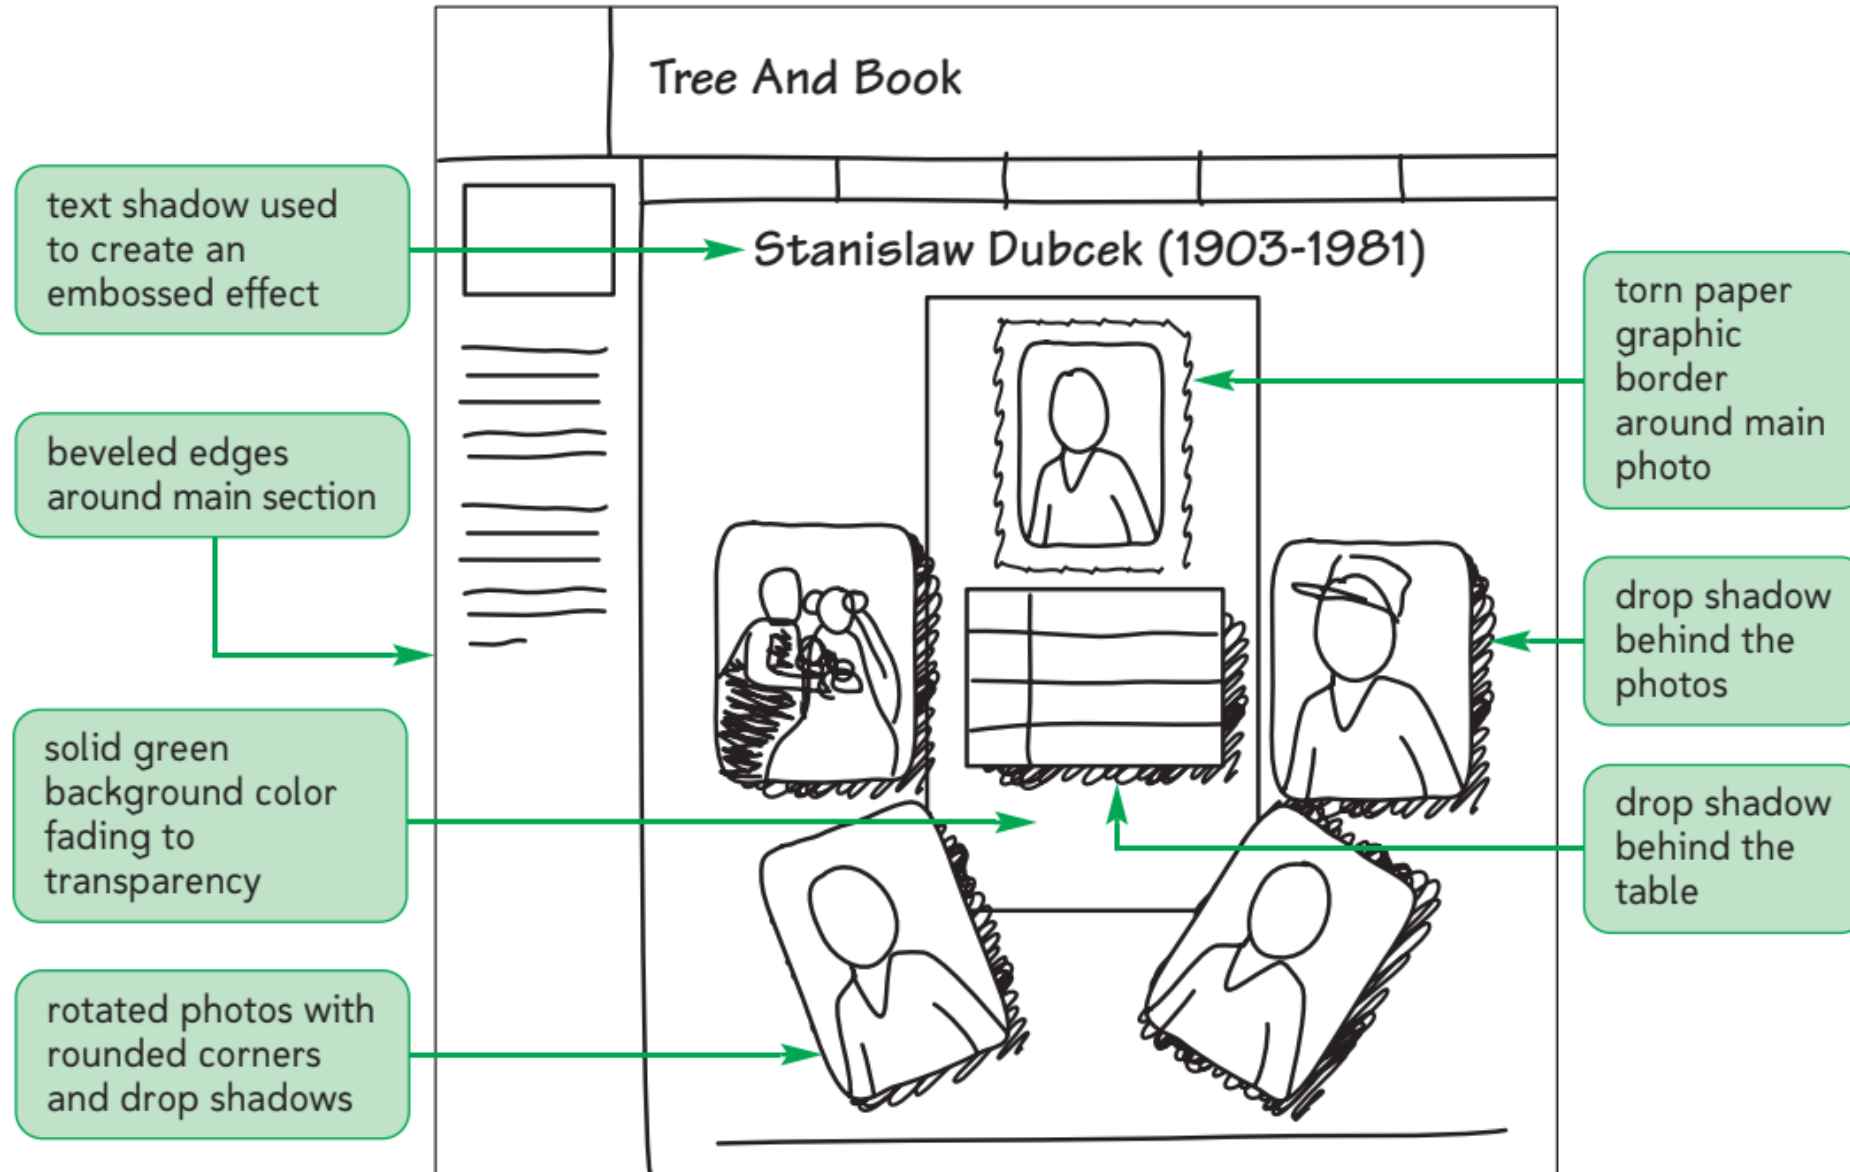 Tree And Book
text shadow used
to create an
embossed effect
Stanislaw Dubcek (1903-1981)
torn paper
graphic
border
around main
photo
beveled edges
around main section
drop shadow
behind the
photos
solid green
background color
fading to
transparency
drop shadow
behind the
table
rotated photos with
rounded corners
and drop shadows